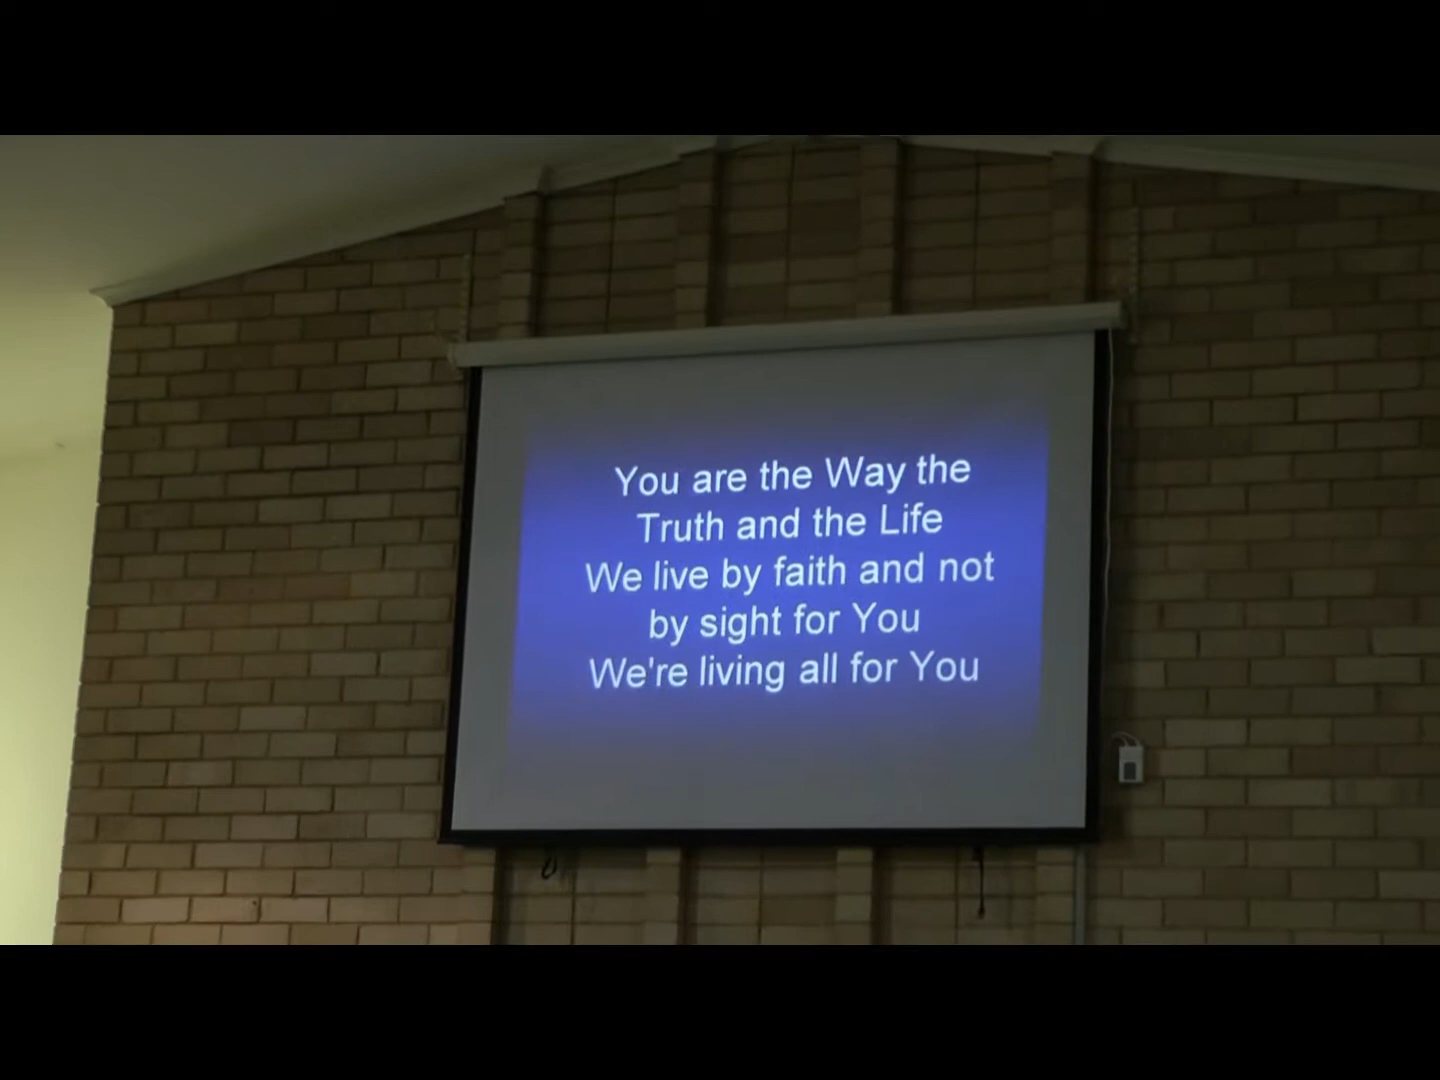 You are the Way the
Truth and the Life
We live by faith and not
by sight for You
We're living all for You